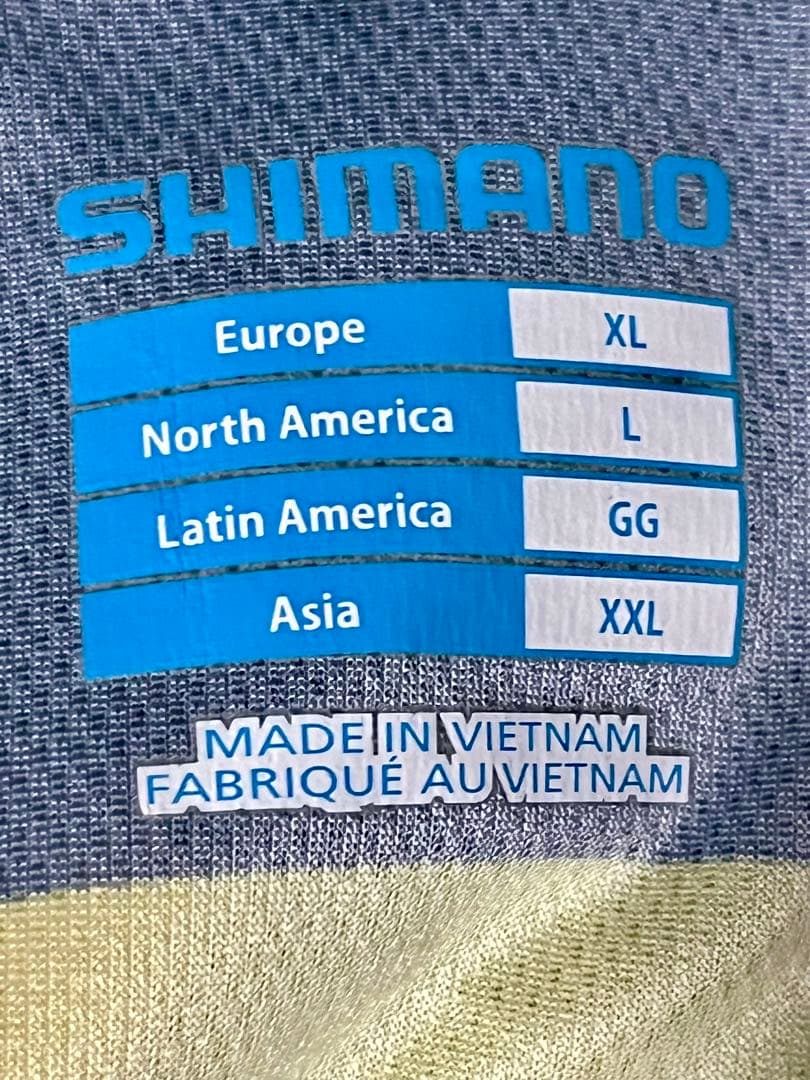 SHIMANO
Europe XL
North America L
Latin America GG
Asia XXL
MADE IN VIETNAM
FABRIQUÉ AU VIETNAM